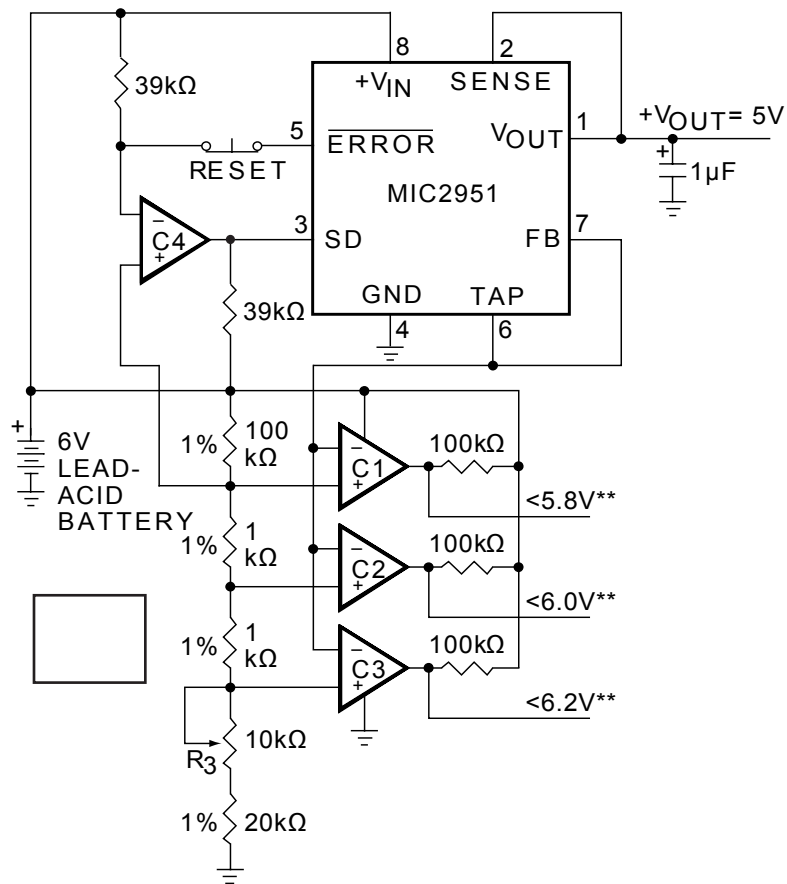 8
2
39kΩ
+VIN
SENSE
5
1
+VOUT= 5V
RESET
ERROR
VOUT
+
1µF
MIC2951
−
C4
+
3
SD
FB
7
39kΩ
GND
TAP
4
6
+
6V
LEAD-
ACID
BATTERY
1%
100
kΩ
−
C1
+
100kΩ
<5.8V**
1%
1
kΩ
−
C2
+
100kΩ
<6.0V**
1%
1
kΩ
−
C3
+
100kΩ
<6.2V**
R3
10kΩ
1%
20kΩ